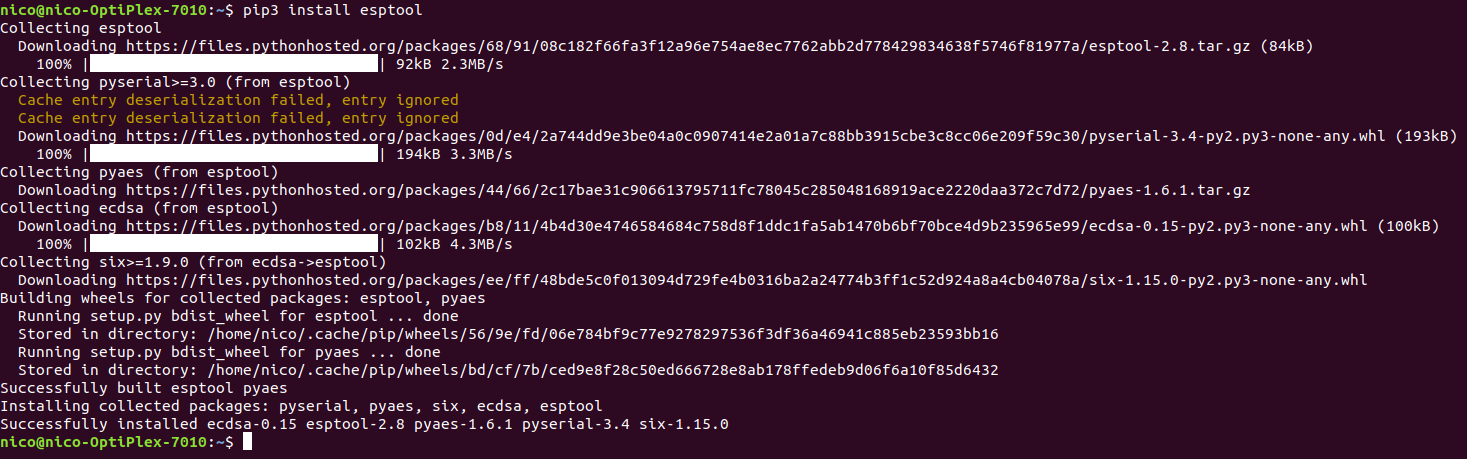 nico@nico-OptiPlex-7010:~$ pip3 install esptool
Collecting esptool
  Downloading https://files.pythonhosted.org/packages/68/91/08c182f66fa3f12a96e754ae8ec7762abb2d778429834638f5746f81977a/esptool-2.8.tar.gz (84kB)
    100% |████████████████████████████████| 92kB 2.3MB/s
Collecting pyserial>=3.0 (from esptool)
  Cache entry deserialization failed, entry ignored
  Cache entry deserialization failed, entry ignored
  Downloading https://files.pythonhosted.org/packages/0d/e4/2a744dd9e3be04a0c0907414e2a01a7c88bb3915cbe3c8cc06e209f59c30/pyserial-3.4-py2.py3-none-any.whl (193kB)
    100% |████████████████████████████████| 194kB 3.3MB/s
Collecting pyaes (from esptool)
  Downloading https://files.pythonhosted.org/packages/44/66/2c17bae31c906613795711fc78045c285048168919ace2220daa372c7d72/pyaes-1.6.1.tar.gz
Collecting ecdsa (from esptool)
  Downloading https://files.pythonhosted.org/packages/b8/11/4b4d30e4746584684c758d8f1ddc1fa5ab1470b6bf70bce4d9b235965e99/ecdsa-0.15-py2.py3-none-any.whl (100kB)
    100% |████████████████████████████████| 102kB 4.3MB/s
Collecting six>=1.9.0 (from ecdsa->esptool)
  Downloading https://files.pythonhosted.org/packages/ee/ff/48bde5c0f013094d729fe4b0316ba2a24774b3ff1c52d924a8a4cb04078a/six-1.15.0-py2.py3-none-any.whl
Building wheels for collected packages: esptool, pyaes
  Running setup.py bdist_wheel for esptool ... done
  Stored in directory: /home/nico/.cache/pip/wheels/56/9e/fd/06e784bf9c77e9278297536f3df36a46941c885eb23593bb16
  Running setup.py bdist_wheel for pyaes ... done
  Stored in directory: /home/nico/.cache/pip/wheels/bd/cf/7b/ced9e8f28c50ed666728e8ab178ffedeb9d06f6a10f85d6432
Successfully built esptool pyaes
Installing collected packages: pyserial, pyaes, six, ecdsa, esptool
Successfully installed ecdsa-0.15 esptool-2.8 pyaes-1.6.1 pyserial-3.4 six-1.15.0
nico@nico-OptiPlex-7010:~$